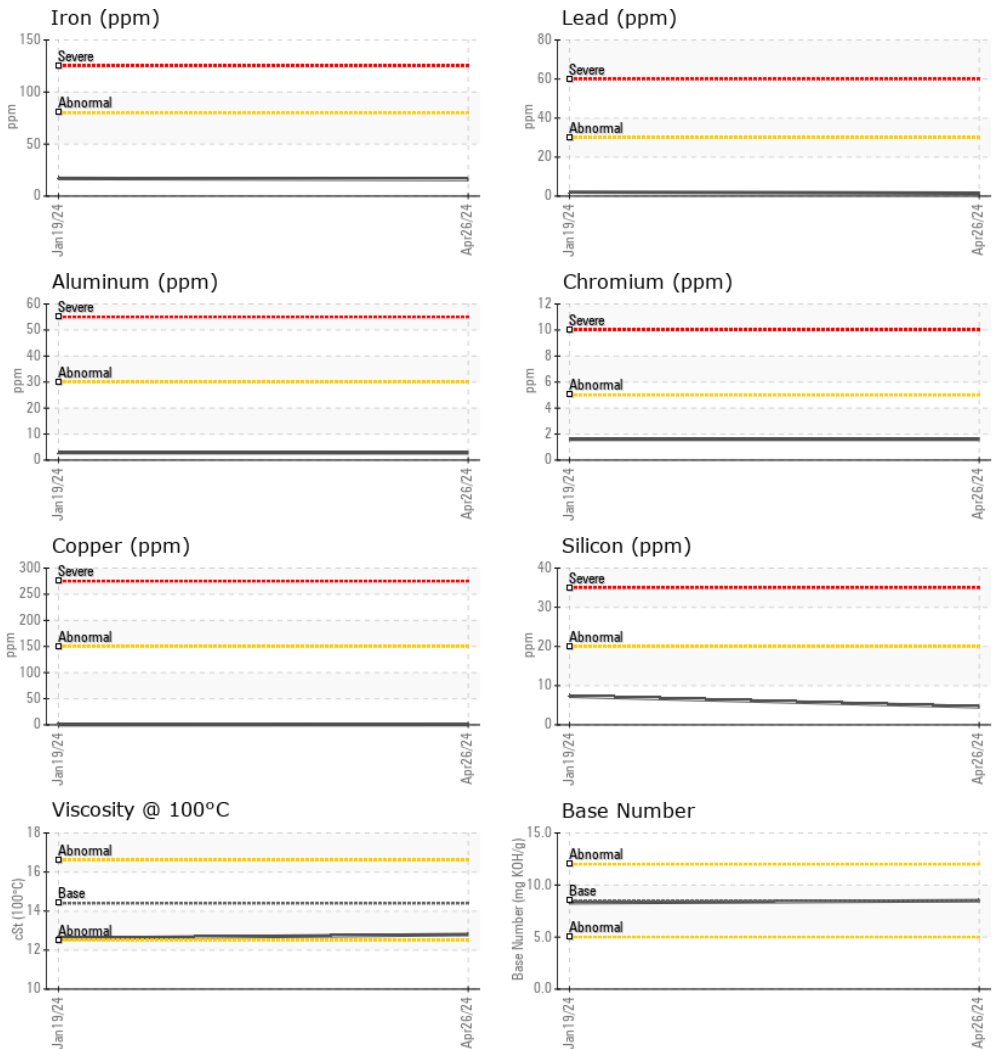 Iron (ppm)
150
100
50
0
ppm
Severe
Abnormal
Jan19/24
Apr26/24
Lead (ppm)
80
60
40
20
0
ppm
Severe
Abnormal
Jan19/24
Apr26/24
Aluminum (ppm)
60
50
40
30
20
10
0
ppm
Severe
Abnormal
Jan19/24
Apr26/24
Chromium (ppm)
12
10
8
6
4
2
0
ppm
Severe
Abnormal
Jan19/24
Apr26/24
Copper (ppm)
300
250
200
150
100
50
0
ppm
Severe
Abnormal
Jan19/24
Apr26/24
Silicon (ppm)
40
30
20
10
0
ppm
Severe
Abnormal
Jan19/24
Apr26/24
Viscosity @ 100°C
18
16
14
12
10
cSt (100°C)
Abnormal
Base
Abnormal
Jan19/24
Apr26/24
Base Number
15.0
10.0
5.0
0.0
Base Number (mg KOH/g)
Abnormal
Base
Abnormal
Jan19/24
Apr26/24